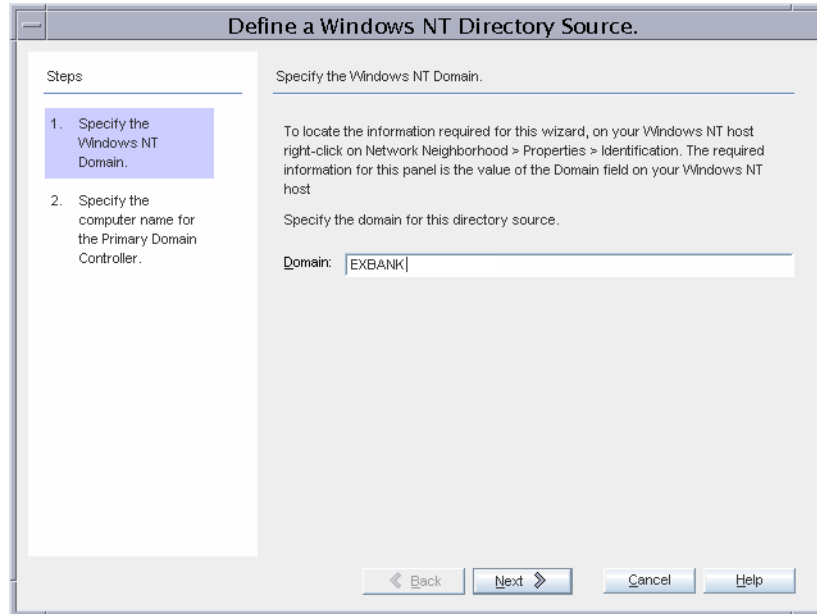 Define a Windows NT Directory Source.
Steps
1. Specify the
Windows NT
Domain.
2. Specify the
computer name for
the Primary Domain
Controller.
Specify the Windows NT Domain.
To locate the information required for this wizard, on your Windows NT host
right-click on Network Neighborhood > Properties > Identification. The required
information for this panel is the value of the Domain field on your Windows NT
host
Specify the domain for this directory source.
Domain: EXBANK
Back Next Cancel Help